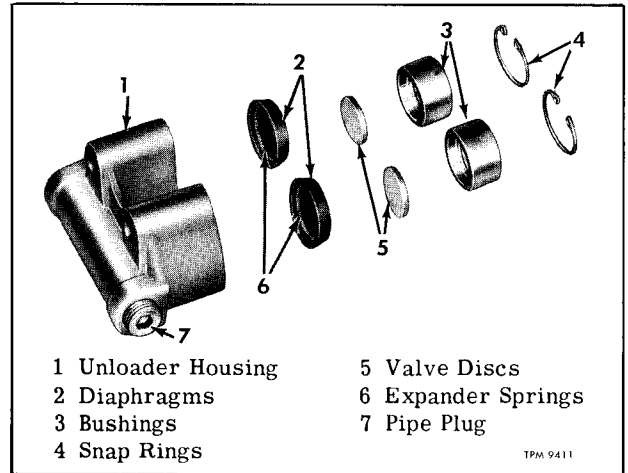 1
2
3
4
5
6
7
1 Unloader Housing
2 Diaphragms
3 Bushings
4 Snap Rings
5 Valve Discs
6 Expander Springs
7 Pipe Plug
TPM 9411